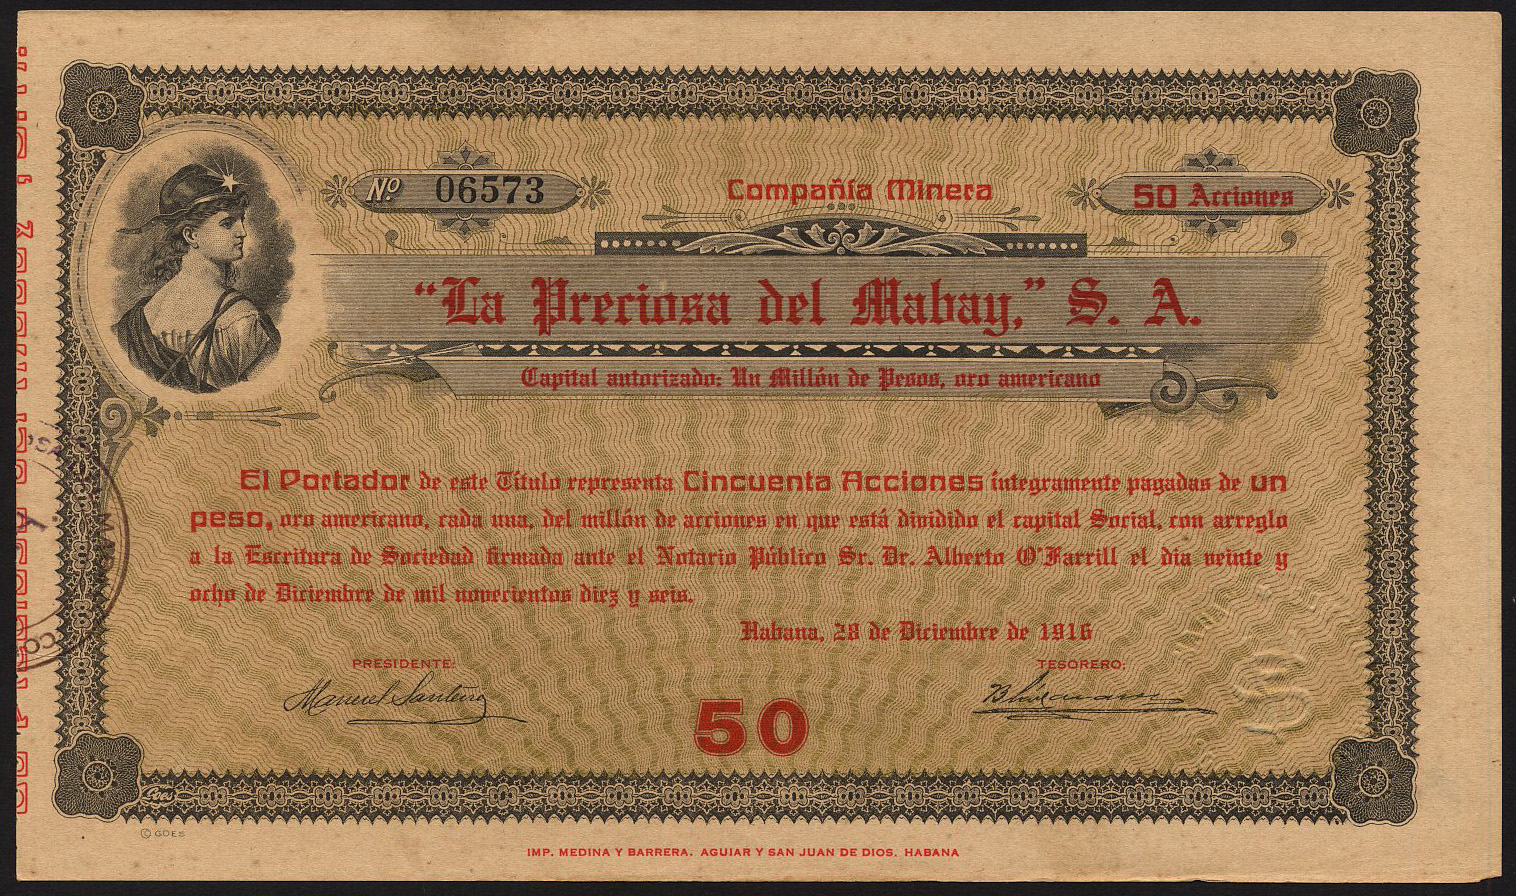 Nº 06573
Compañía Minera
50 Acciones
"La Preciosa del Mabay," S. A.
Capital autorizado: Un Millón de Pesos, oro americano
El Portador de este Título representa Cincuenta Acciones íntegramente pagadas de un
peso, oro americano, cada una, del millón de acciones en que está dividido el capital Social, con arreglo
a la Escritura de Sociedad firmada ante el Notario Público Sr. Dr. Alberto O'Farrill el día veinte y
ocho de Diciembre de mil novecientos diez y seis.
Habana, 28 de Diciembre de 1916
PRESIDENTE:
TESORERO:
Manuel Santeiro
50
Goes
© GOES
IMP. MEDINA Y BARRERA. AGUIAR Y SAN JUAN DE DIOS. HABANA